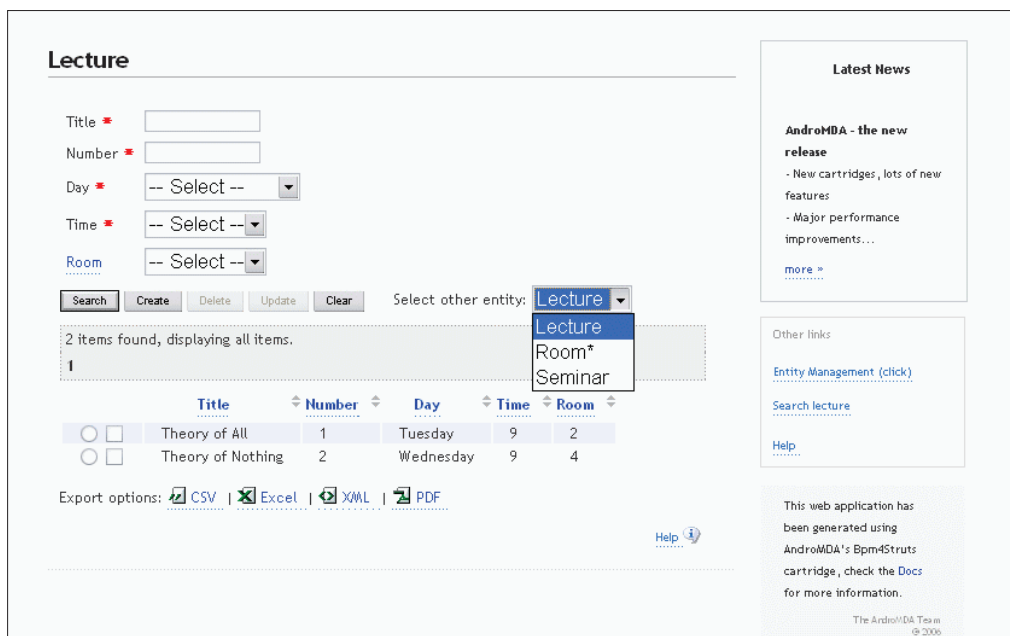 Lecture
Title *
Number *
Day * -- Select --
Time * -- Select --
Room -- Select --
Search Create Delete Update Clear Select other entity: Lecture
Lecture
Room*
Seminar
2 items found, displaying all items.
1
Title Number Day Time Room
Theory of All 1 Tuesday 9 2
Theory of Nothing 2 Wednesday 9 4
Export options: CSV | Excel | XML | PDF
Help
Latest News
AndroMDA - the new
release
- New cartridges, lots of new
features
- Major performance
improvements...
more »
Other links
Entity Management (click)
Search lecture
Help
This web application has
been generated using
AndroMDA's Bpm4Struts
cartridge, check the Docs
for more information.
The AndroMDA Team
© 2006